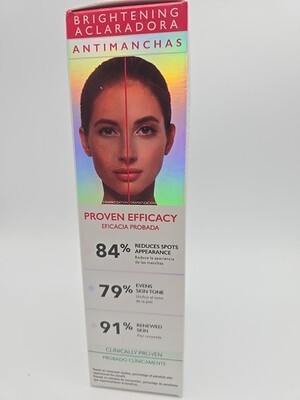 BRIGHTENING
ACLARADORA
ANTIMANCHAS
PROVEN EFFICACY
EFICACIA PROBADA
84% REDUCES SPOTS
APPEARANCE
Reduce la apariencia
de las manchas
79% EVENS
SKIN TONE
Unifica el tono
de la piel
91% RENEWED
SKIN
Piel renovada
CLINICALLY PROVEN
PROBADO CLÍNICAMENTE